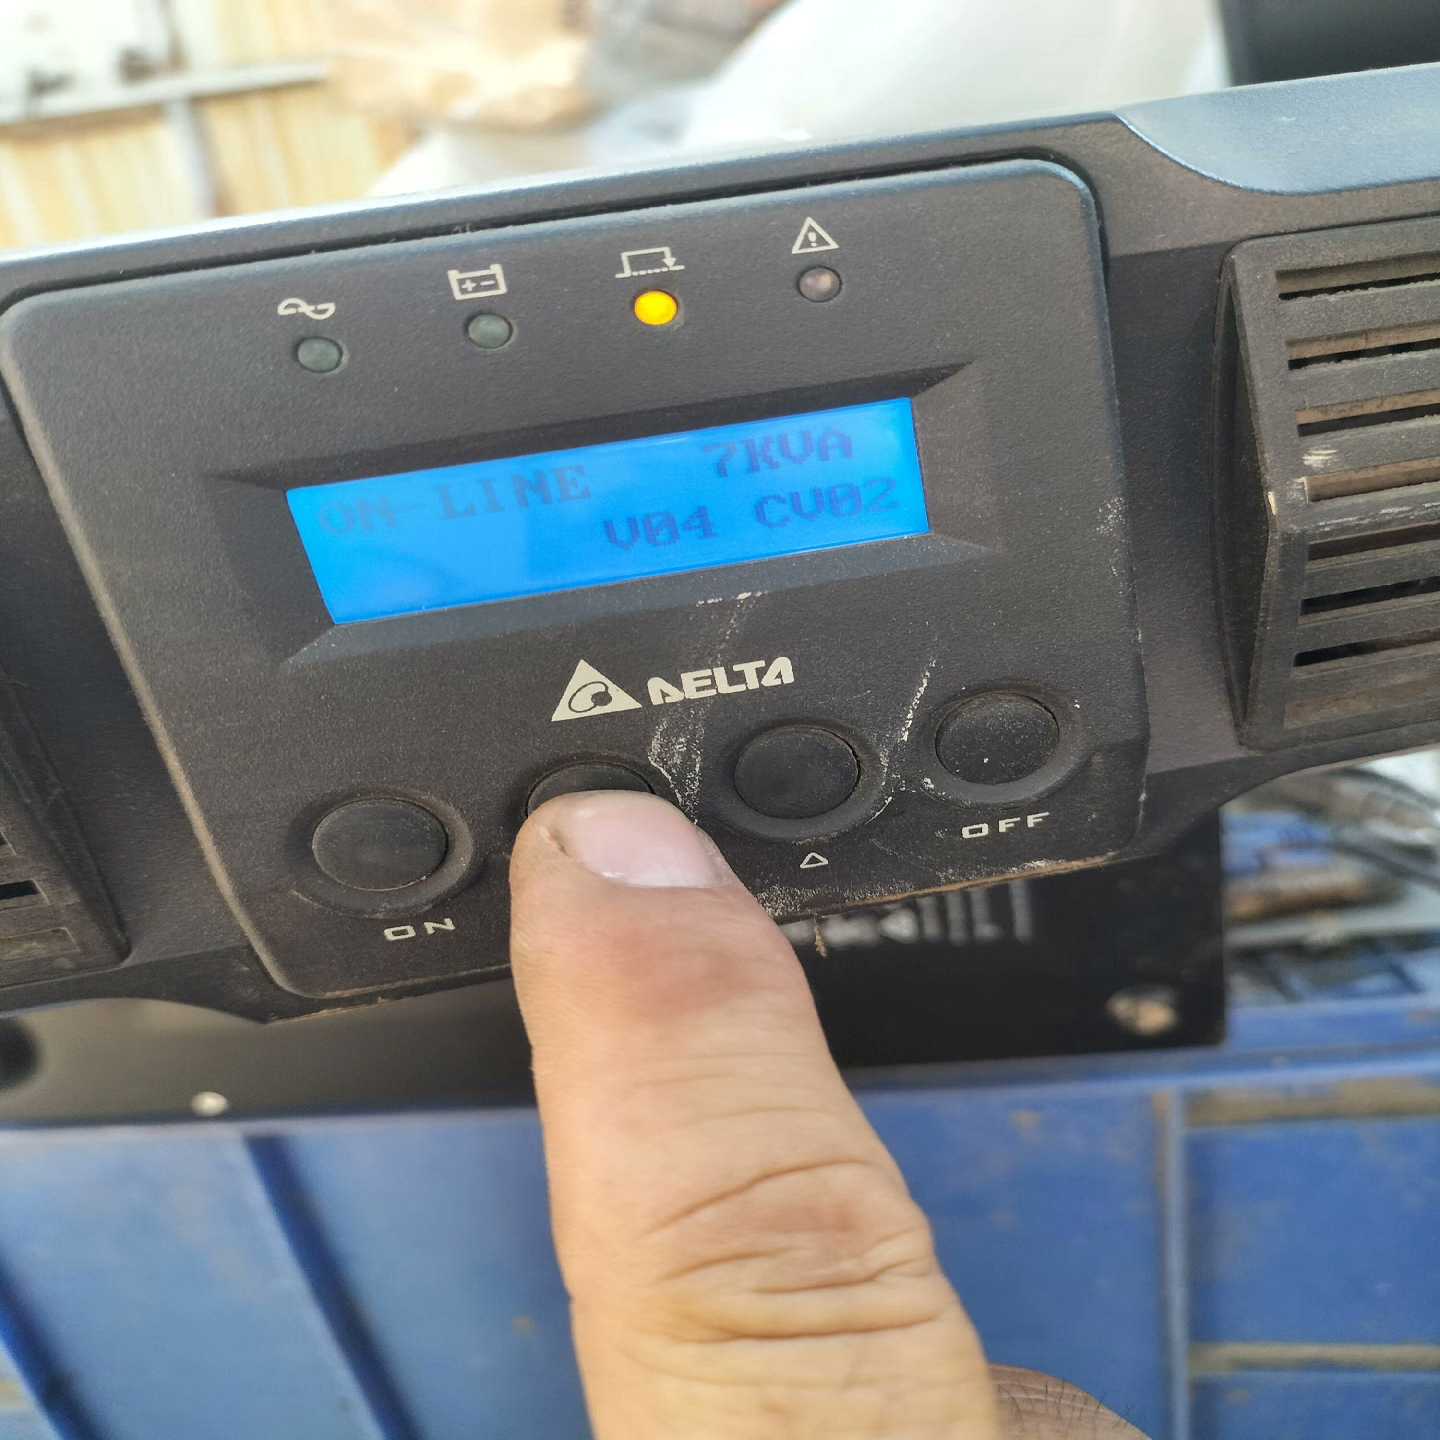 ON-LINE 7KVA
V04 CV02
DELTA
ON
OFF